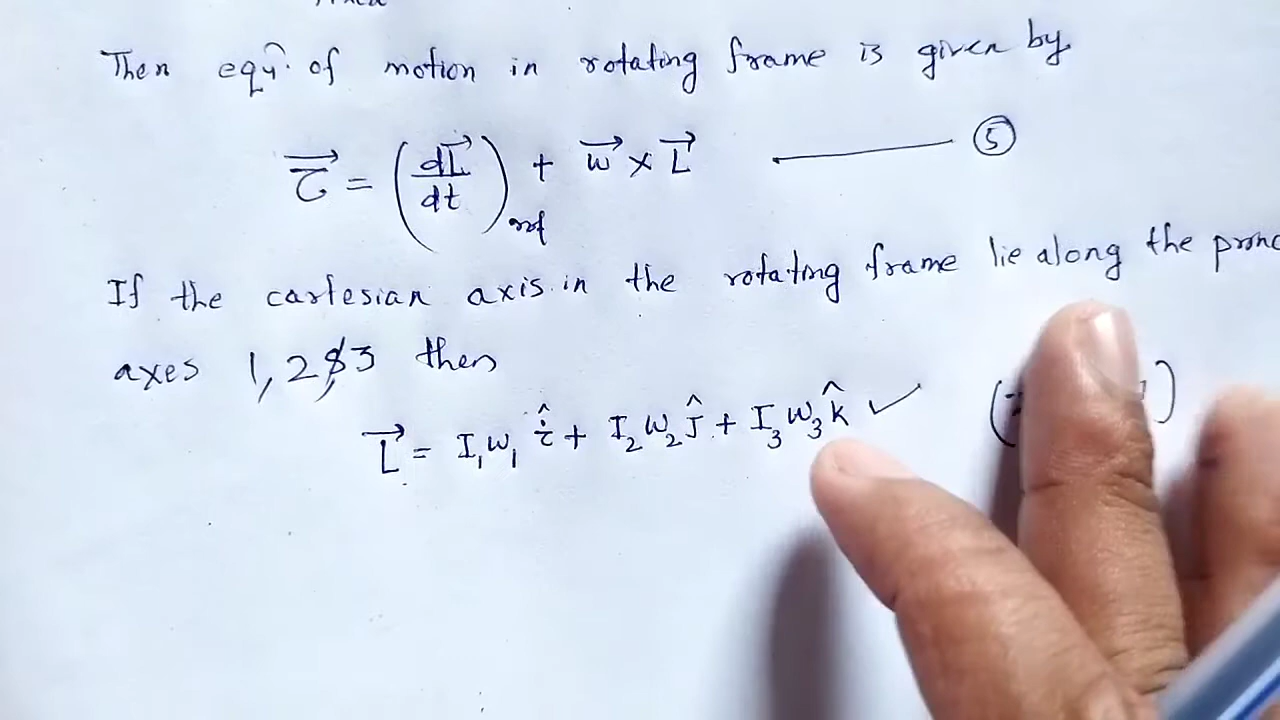 Then eqn. of motion in rotating frame is given by
τ⃗ = (dL⃗/dt)rot + w⃗ × L⃗ ——— ⑤
If the cartesian axis in the rotating frame lie along the
axes 1, 2, $3 then
L⃗ = I₁w₁ î + I₂w₂ ĵ + I₃w₃ k̂ ✓